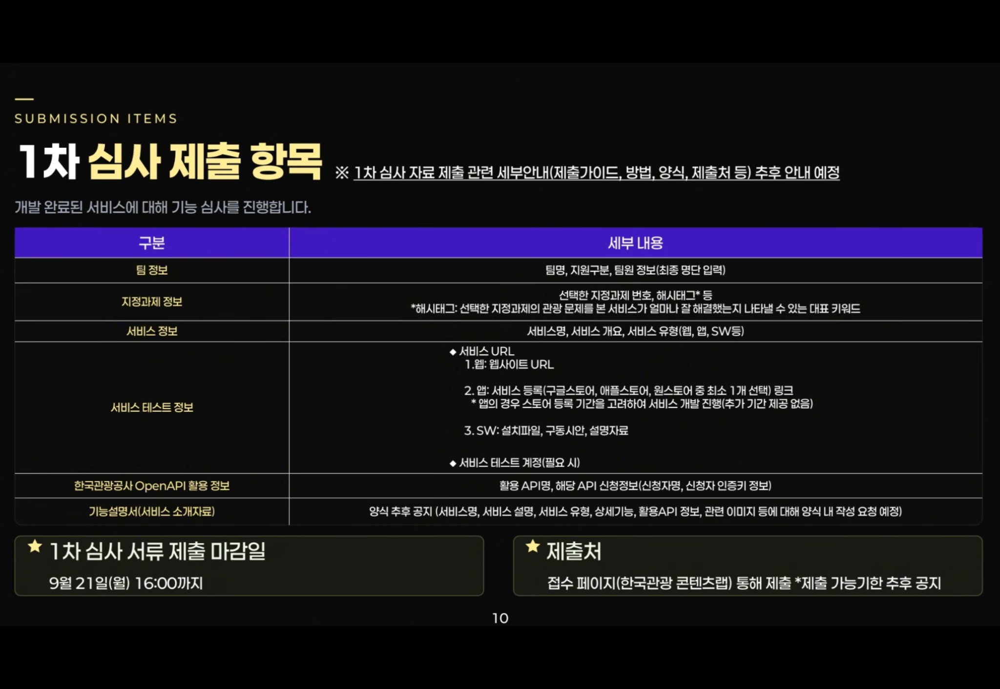 SUBMISSION ITEMS
1차 심사 제출 항목 ※ 1차 심사 자료 제출 관련 세부안내(제출가이드, 방법, 양식, 제출처 등) 추후 안내 예정
개발 완료된 서비스에 대해 기능 심사를 진행합니다.
구분 세부 내용
팀 정보 팀명, 지원구분, 팀원 정보(최종 명단 입력)
지정과제 정보
선택한 지정과제 번호, 해시태그* 등
*해시태그: 선택한 지정과제의 관광 문제를 본 서비스가 얼마나 잘 해결했는지 나타낼 수 있는 대표 키워드
서비스 정보 서비스명, 서비스 개요, 서비스 유형(웹, 앱, SW등)
서비스 테스트 정보
◆ 서비스 URL
1.웹: 웹사이트 URL
2. 앱: 서비스 등록(구글스토어, 애플스토어, 원스토어 중 최소 1개 선택) 링크
* 앱의 경우 스토어 등록 기간을 고려하여 서비스 개발 진행(추가 기간 제공 없음)
3. SW: 설치파일, 구동시안, 설명자료
◆ 서비스 테스트 계정(필요 시)
한국관광공사 OpenAPI 활용 정보 활용 API명, 해당 API 신청정보(신청자명, 신청자 인증키 정보)
기능설명서(서비스 소개자료) 양식 추후 공지 (서비스명, 서비스 설명, 서비스 유형, 상세기능, 활용API 정보, 관련 이미지 등에 대해 양식 내 작성 요청 예정)
★ 1차 심사 서류 제출 마감일
9월 21일(월) 16:00까지
★ 제출처
접수 페이지(한국관광 콘텐츠랩) 통해 제출 *제출 가능기한 추후 공지
10